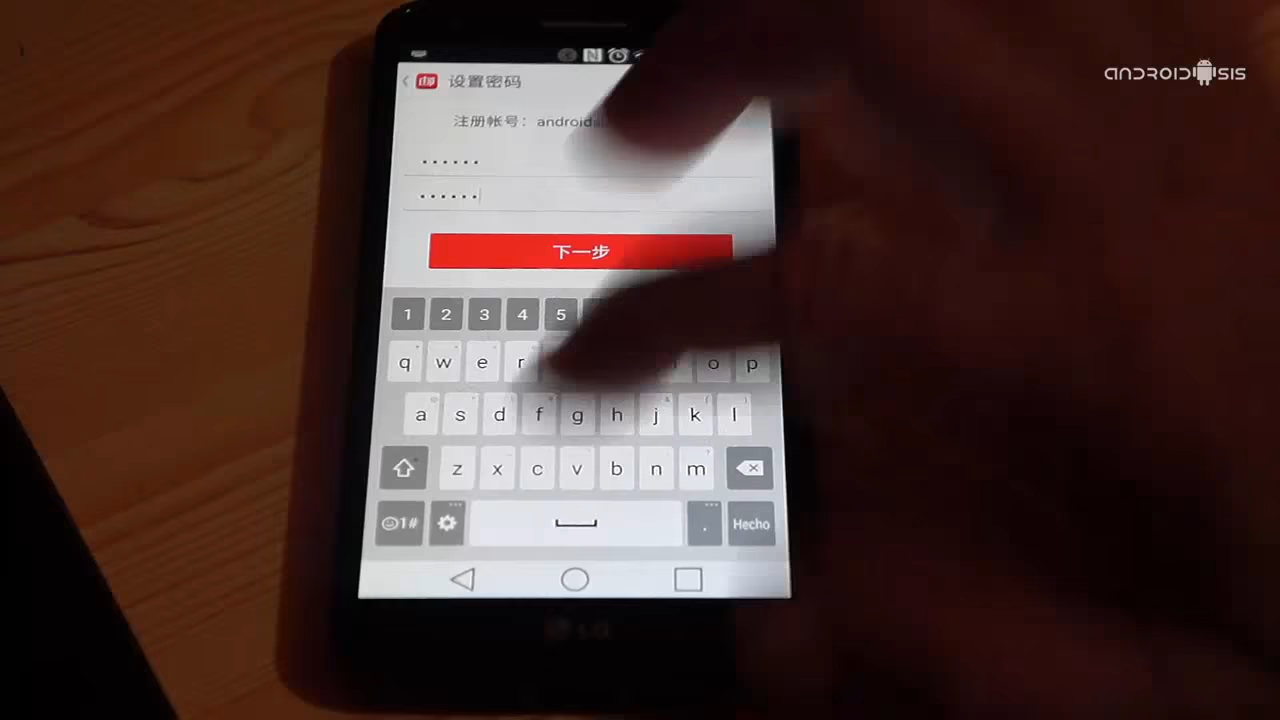 ANDROIDSIS
设置密码
注册帐号: androids
下一步
1 2 3 4 5
q w e r o p
a s d f g h j k l
z x c v b n m
1# . Hecho
LG